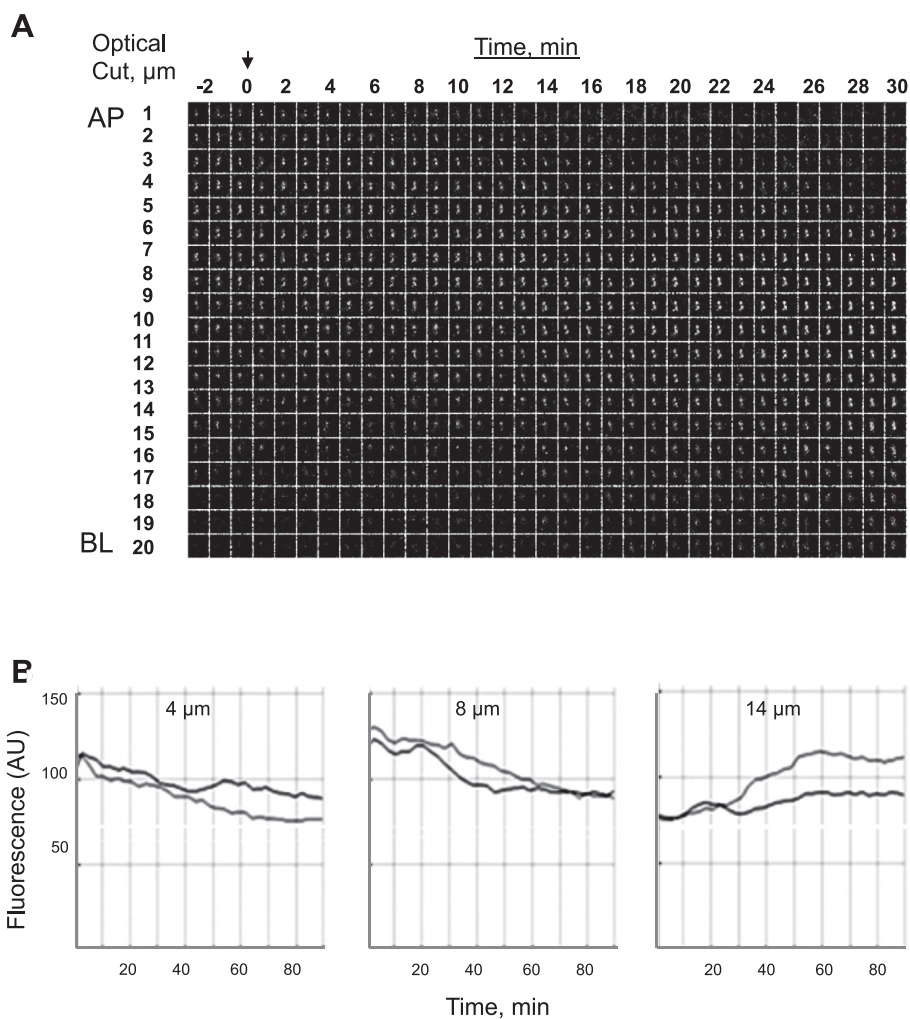 A
Optical
Cut, µm
Time, min
-2 0 2 4 6 8 10 12 14 16 18 20 22 24 26 28 30
AP
1
2
3
4
5
6
7
8
9
10
11
12
13
14
15
16
17
18
19
BL 20
B
4 µm
8 µm
14 µm
Fluorescence (AU)
150
100
50
20 40 60 80
20 40 60 80
20 40 60 80
Time, min